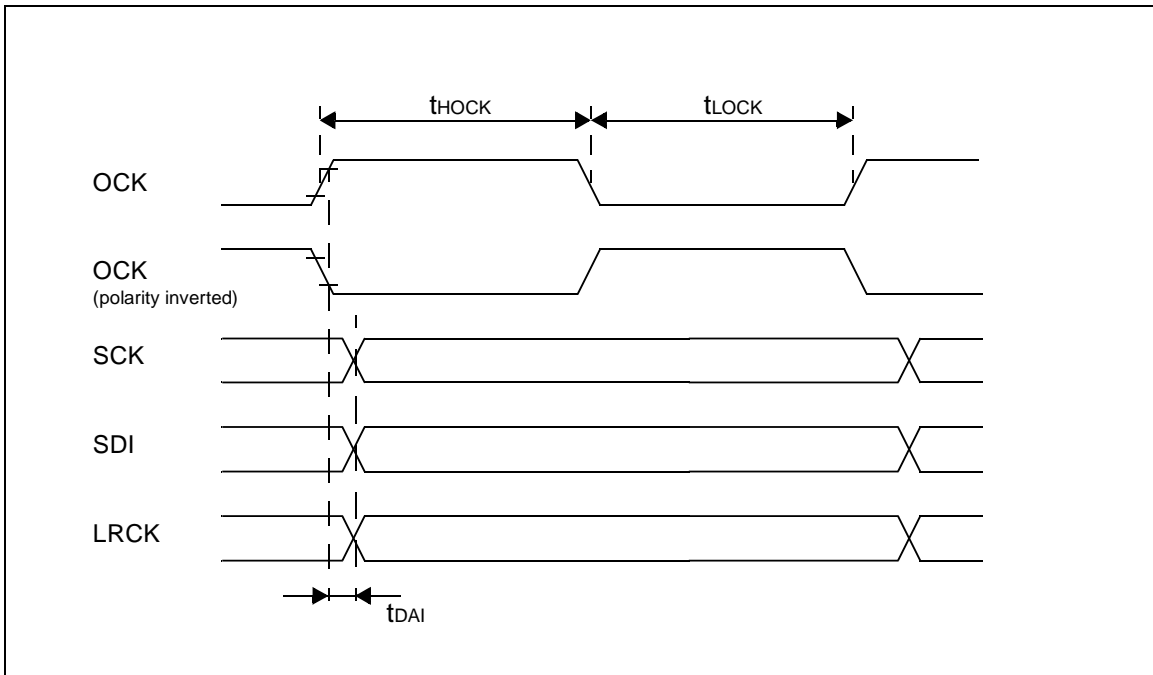 tHOCK tLOCK
OCK
OCK
(polarity inverted)
SCK
SDI
LRCK
tDAI